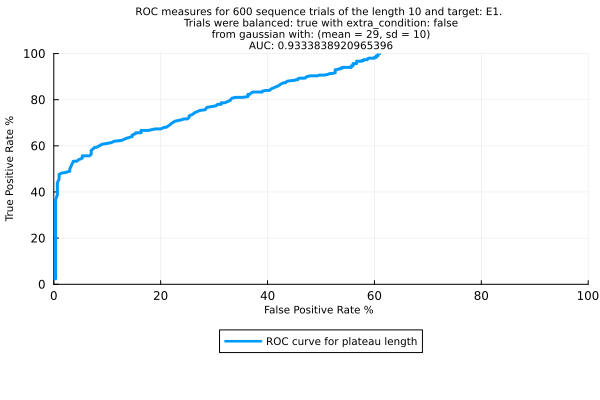 ROC measures for 600 sequence trials of the length 10 and target: E1.
Trials were balanced: true with extra_condition: false
from gaussian with: (mean = 29, sd = 10)
AUC: 0.9333838920965396
100
80
60
40
20
0
True Positive Rate %
0 20 40 60 80 100
False Positive Rate %
ROC curve for plateau length